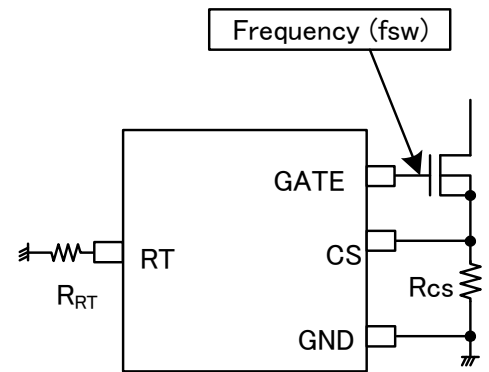 Frequency (fsw)
GATE
RT
CS
RRT
Rcs
GND